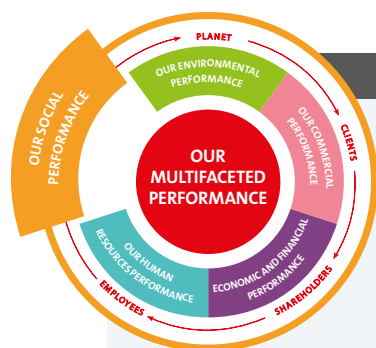 PLANET
OUR ENVIRONMENTAL
PERFORMANCE
OUR SOCIAL
PERFORMANCE
OUR COMMERCIAL
PERFORMANCE
CLIENTS
OUR
MULTIFACETED
PERFORMANCE
OUR HUMAN
RESOURCES PERFORMANCE
ECONOMIC AND FINANCIAL
PERFORMANCE
EMPLOYEES
SHAREHOLDERS